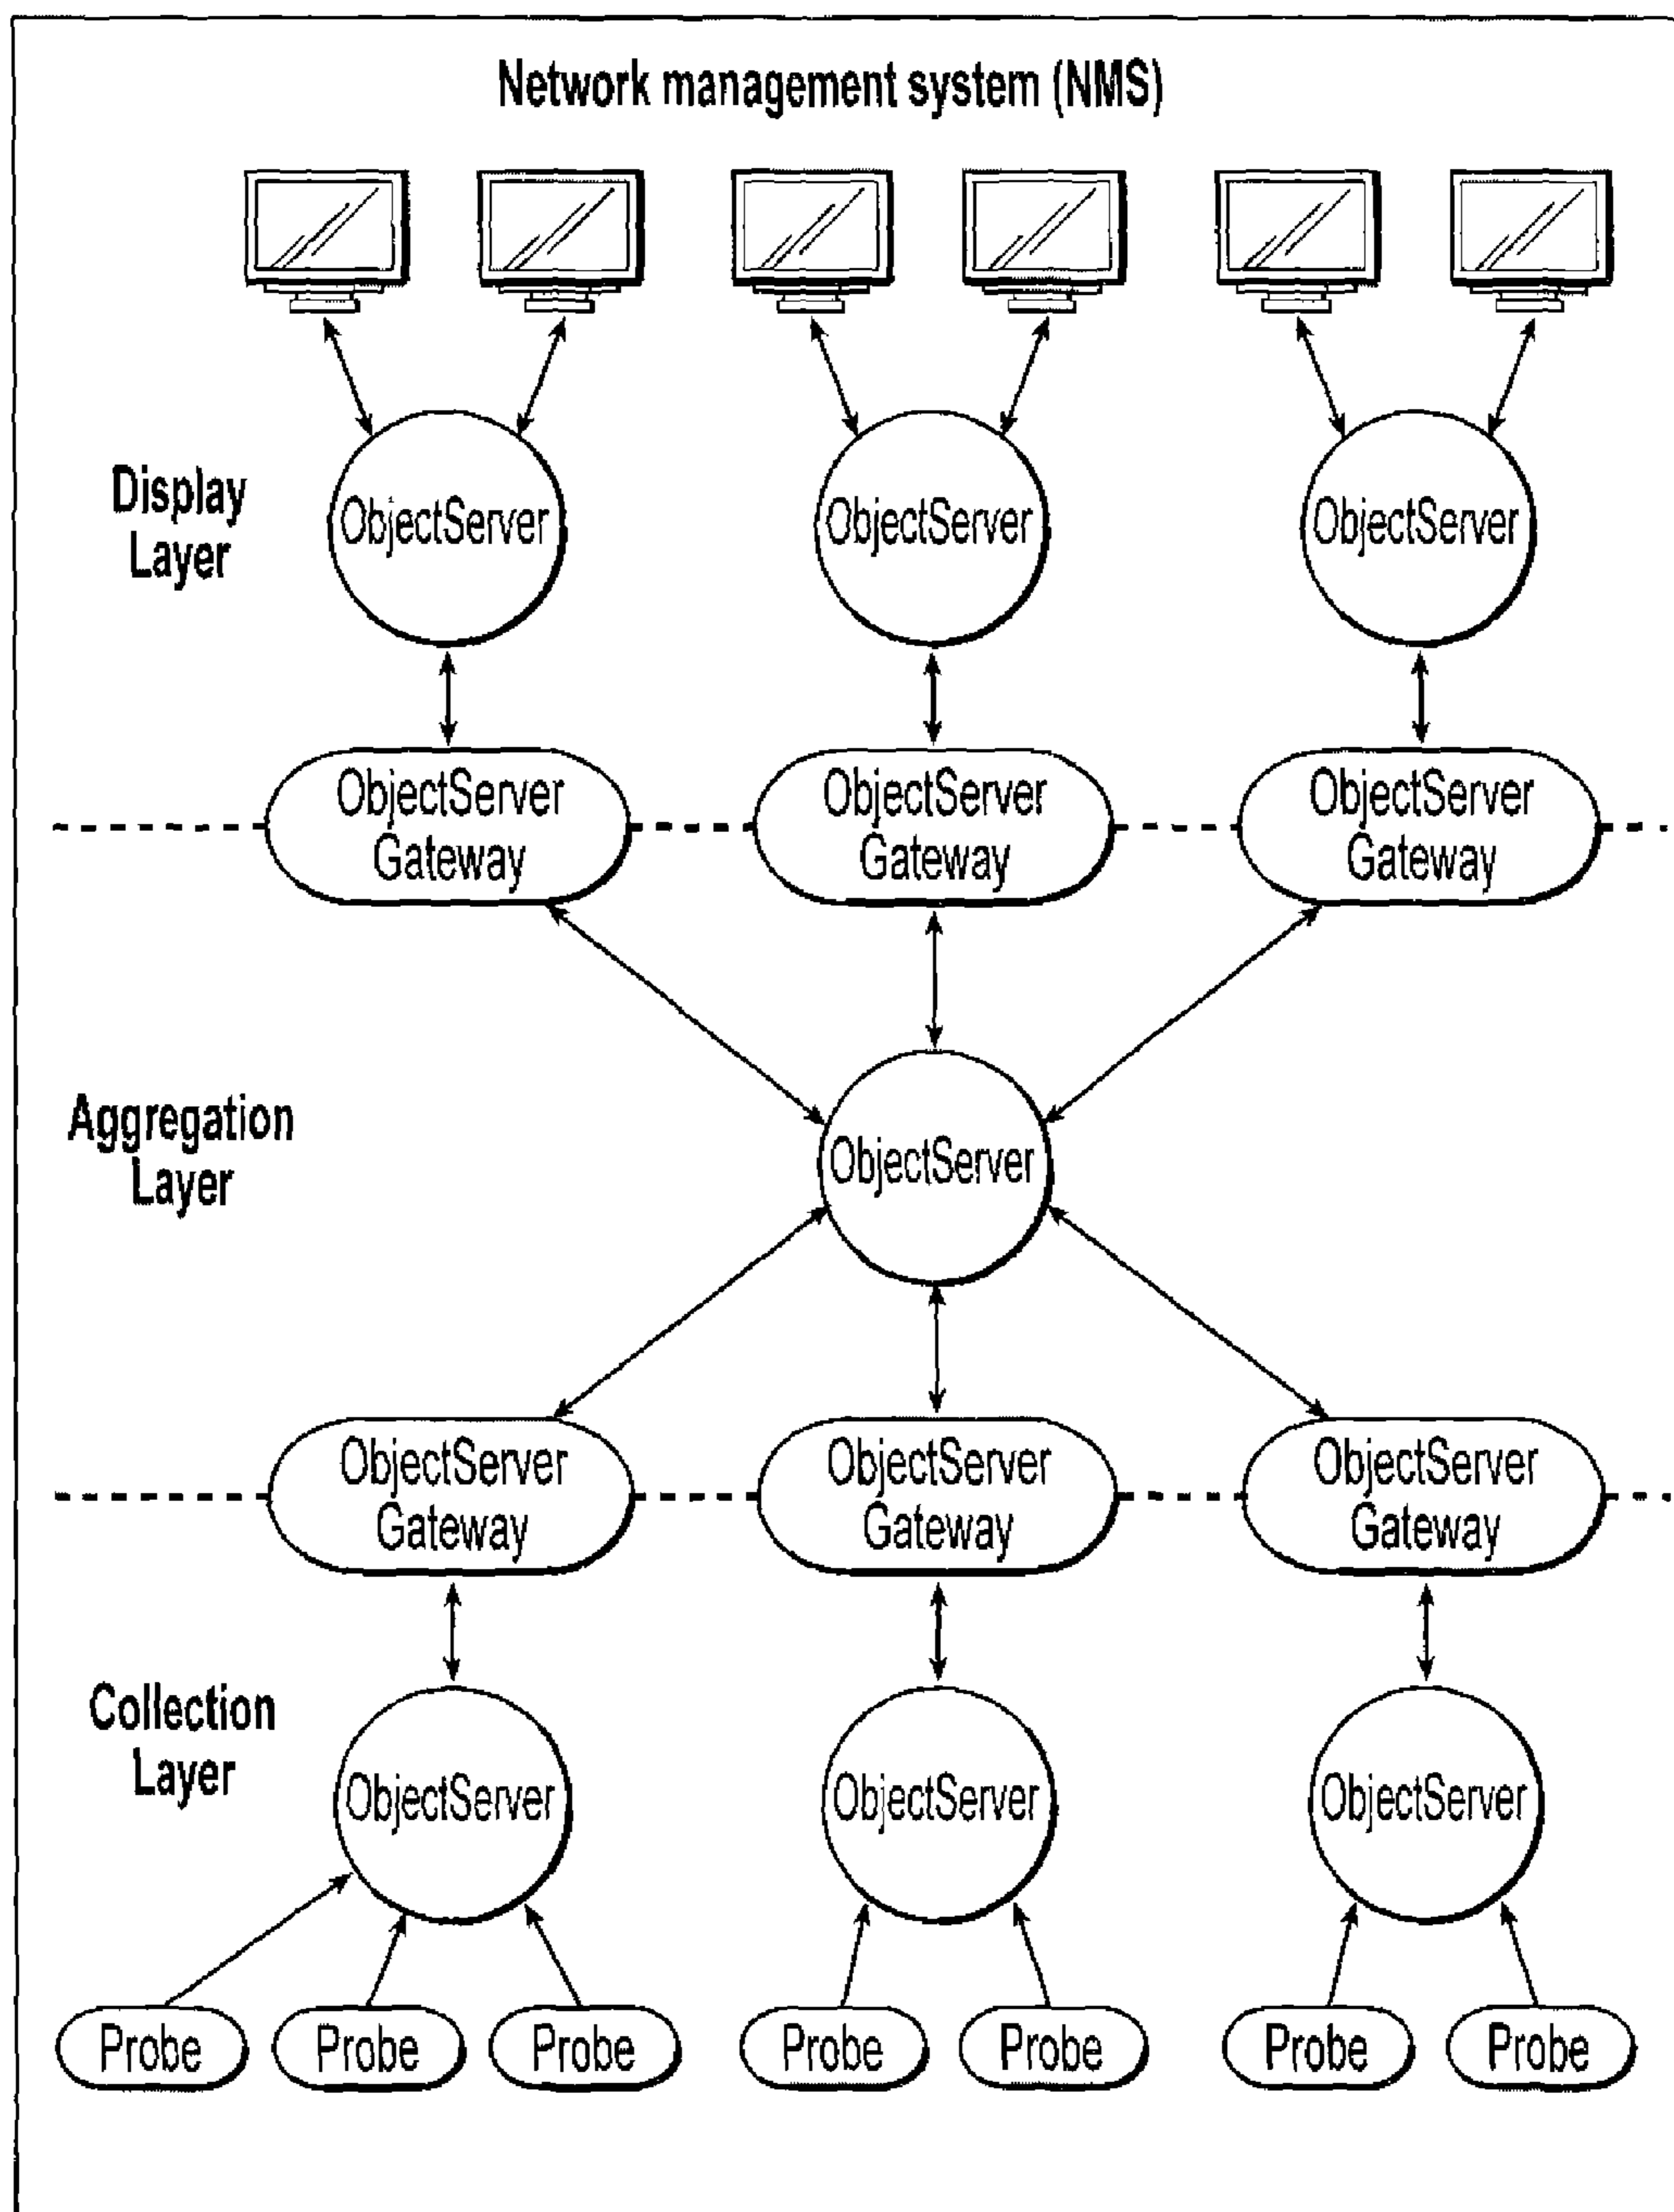 Network management system (NMS)
Display
Layer
ObjectServer
ObjectServer
ObjectServer
ObjectServer
Gateway
ObjectServer
Gateway
ObjectServer
Gateway
Aggregation
Layer
ObjectServer
ObjectServer
Gateway
ObjectServer
Gateway
ObjectServer
Gateway
Collection
Layer
ObjectServer
ObjectServer
ObjectServer
Probe
Probe
Probe
Probe
Probe
Probe
Probe